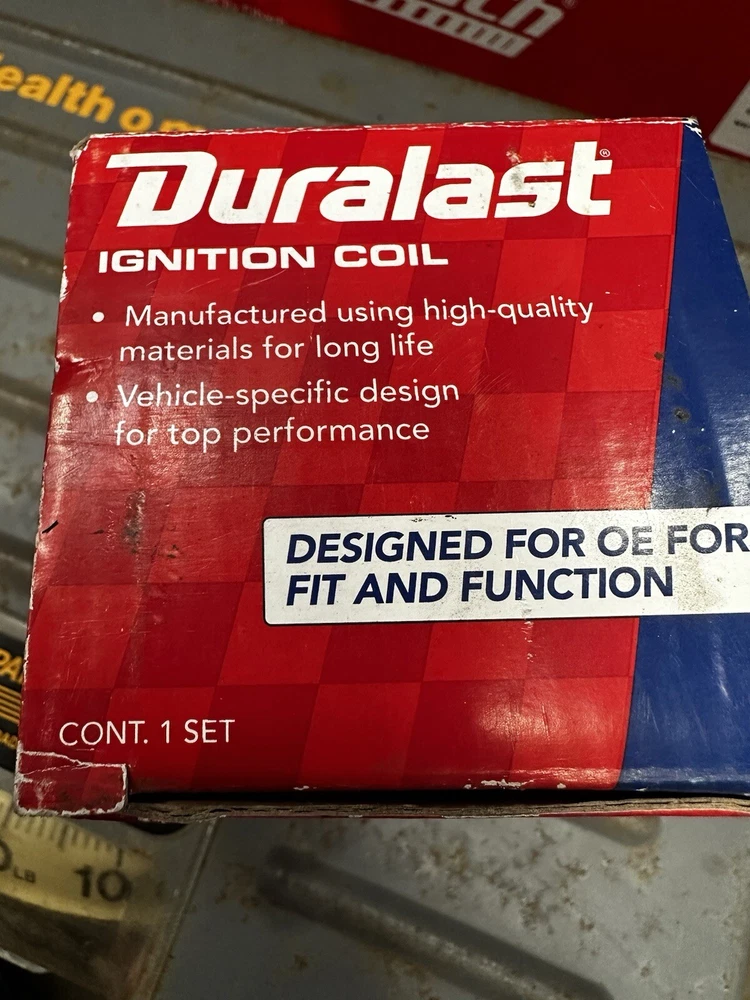 ealth o m
Duralast®
IGNITION COIL
• Manufactured using high-quality
materials for long life
• Vehicle-specific design
for top performance
DESIGNED FOR OE FOR
FIT AND FUNCTION
CONT. 1 SET
LB 10